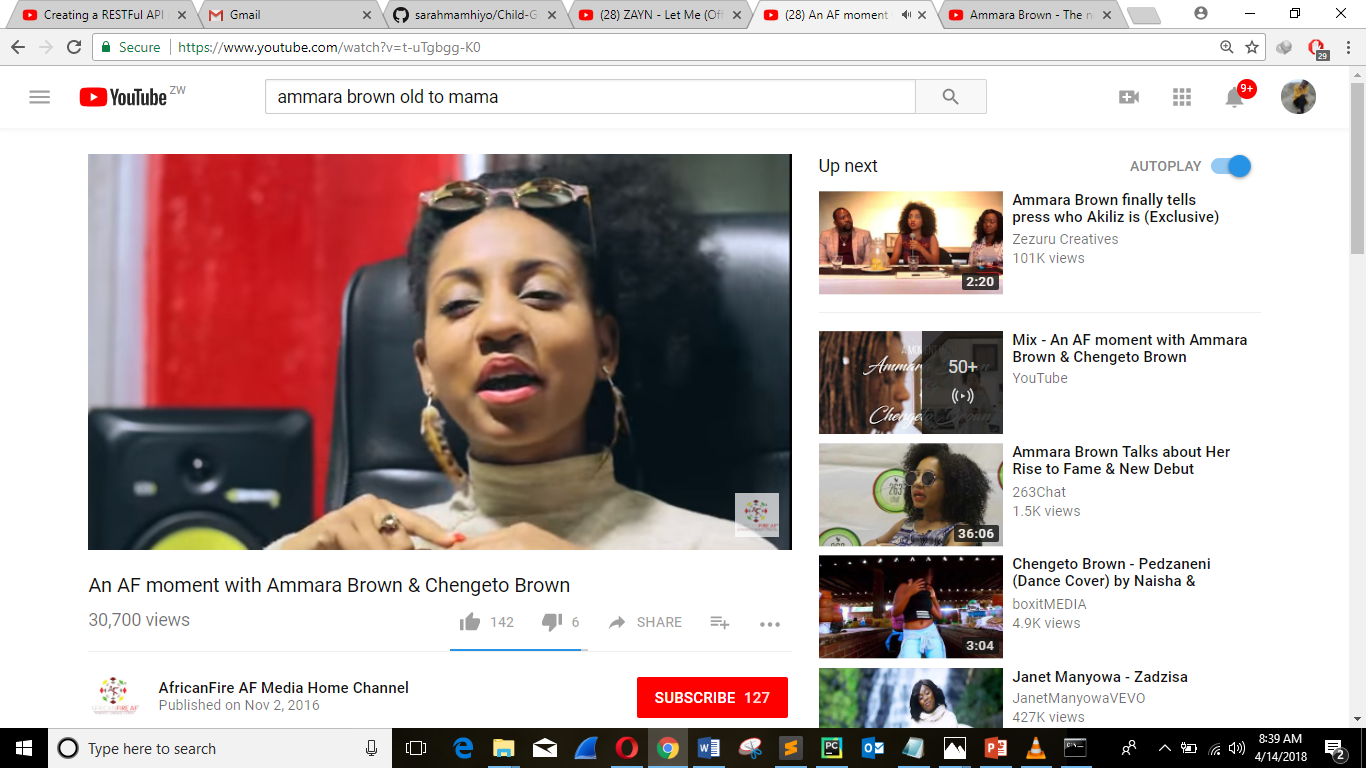 Creating a RESTFul API
Gmail
sarahmamhiyo/Child-G
(28) ZAYN - Let Me (Off
(28) An AF moment
Ammara Brown - The n
Secure
https://www.youtube.com/watch?v=t-uTgbgg-K0
29
YouTube ZW
ammara brown old to mama
9+
Up next
AUTOPLAY
Ammara Brown finally tells
press who Akiliz is (Exclusive)
Zezuru Creatives
101K views
2:20
50+
Mix - An AF moment with Ammara
Brown & Chengeto Brown
YouTube
Ammara Brown Talks about Her
Rise to Fame & New Debut
263Chat
1.5K views
36:06
Chengeto Brown - Pedzaneni
(Dance Cover) by Naisha &
boxitMEDIA
4.9K views
3:04
Janet Manyowa - Zadzisa
JanetManyowaVEVO
427K views
An AF moment with Ammara Brown & Chengeto Brown
30,700 views
142
6
SHARE
AfricanFire AF Media Home Channel
Published on Nov 2, 2016
SUBSCRIBE 127
Type here to search
8:39 AM
4/14/2018
2